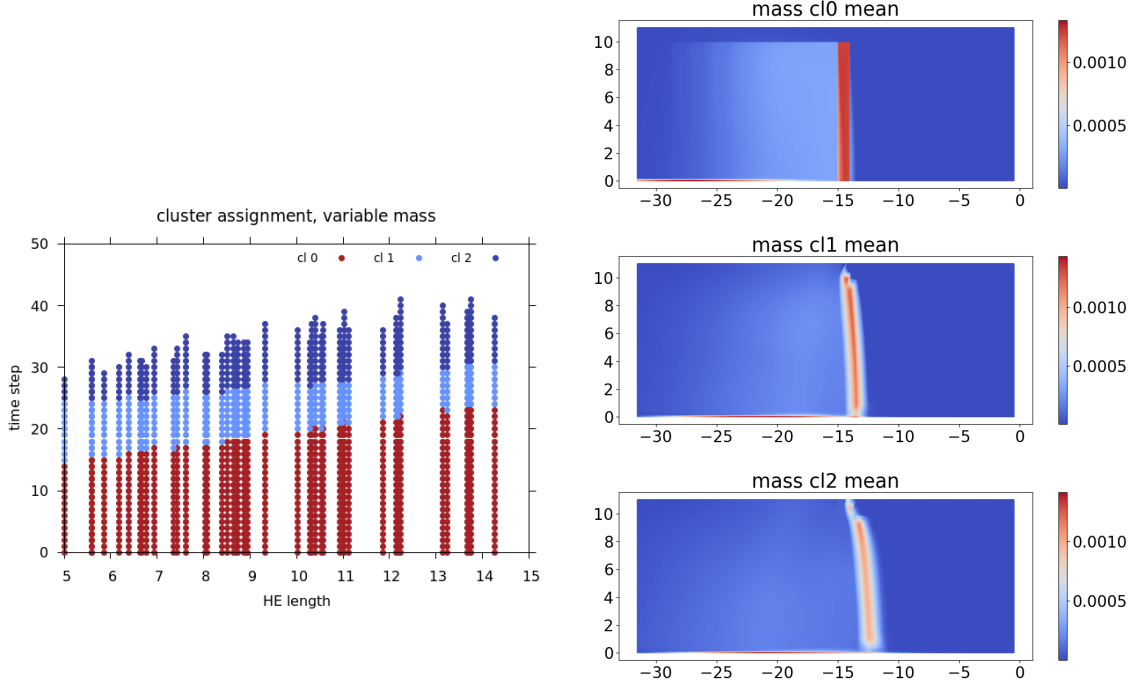 cluster assignment, variable mass
50
40
30
20
10
0
time step
cl 0 cl 1 cl 2
5 6 7 8 9 10 11 12 13 14 15
HE length
mass cl0 mean
10
8
6
4
2
0
−30 −25 −20 −15 −10 −5 0
0.0010
0.0005
mass cl1 mean
10
8
6
4
2
0
−30 −25 −20 −15 −10 −5 0
0.0010
0.0005
mass cl2 mean
10
8
6
4
2
0
−30 −25 −20 −15 −10 −5 0
0.0010
0.0005